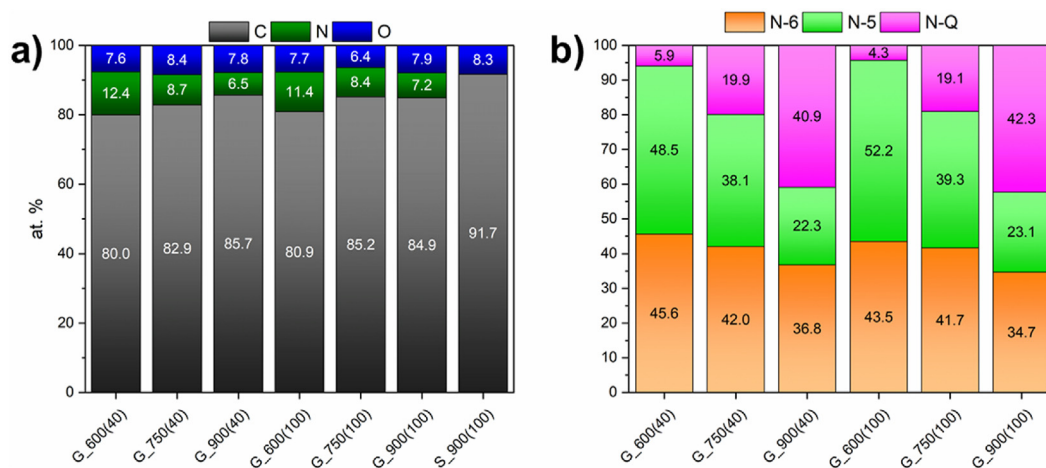 a)
C N O
100
80
60
40
20
0
at. %
7.6 8.4 7.8 7.7 6.4 7.9 8.3
12.4 8.7 6.5 11.4 8.4 7.2
80.0 82.9 85.7 80.9 85.2 84.9 91.7
G_600(40) G_750(40) G_900(40) G_600(100) G_750(100) G_900(100) S_900(100)
b)
N-6 N-5 N-Q
100
90
80
70
60
50
40
30
20
10
0
5.9 19.9 40.9 4.3 19.1 42.3
48.5 38.1 22.3 52.2 39.3 23.1
45.6 42.0 36.8 43.5 41.7 34.7
G_600(40) G_750(40) G_900(40) G_600(100) G_750(100) G_900(100)